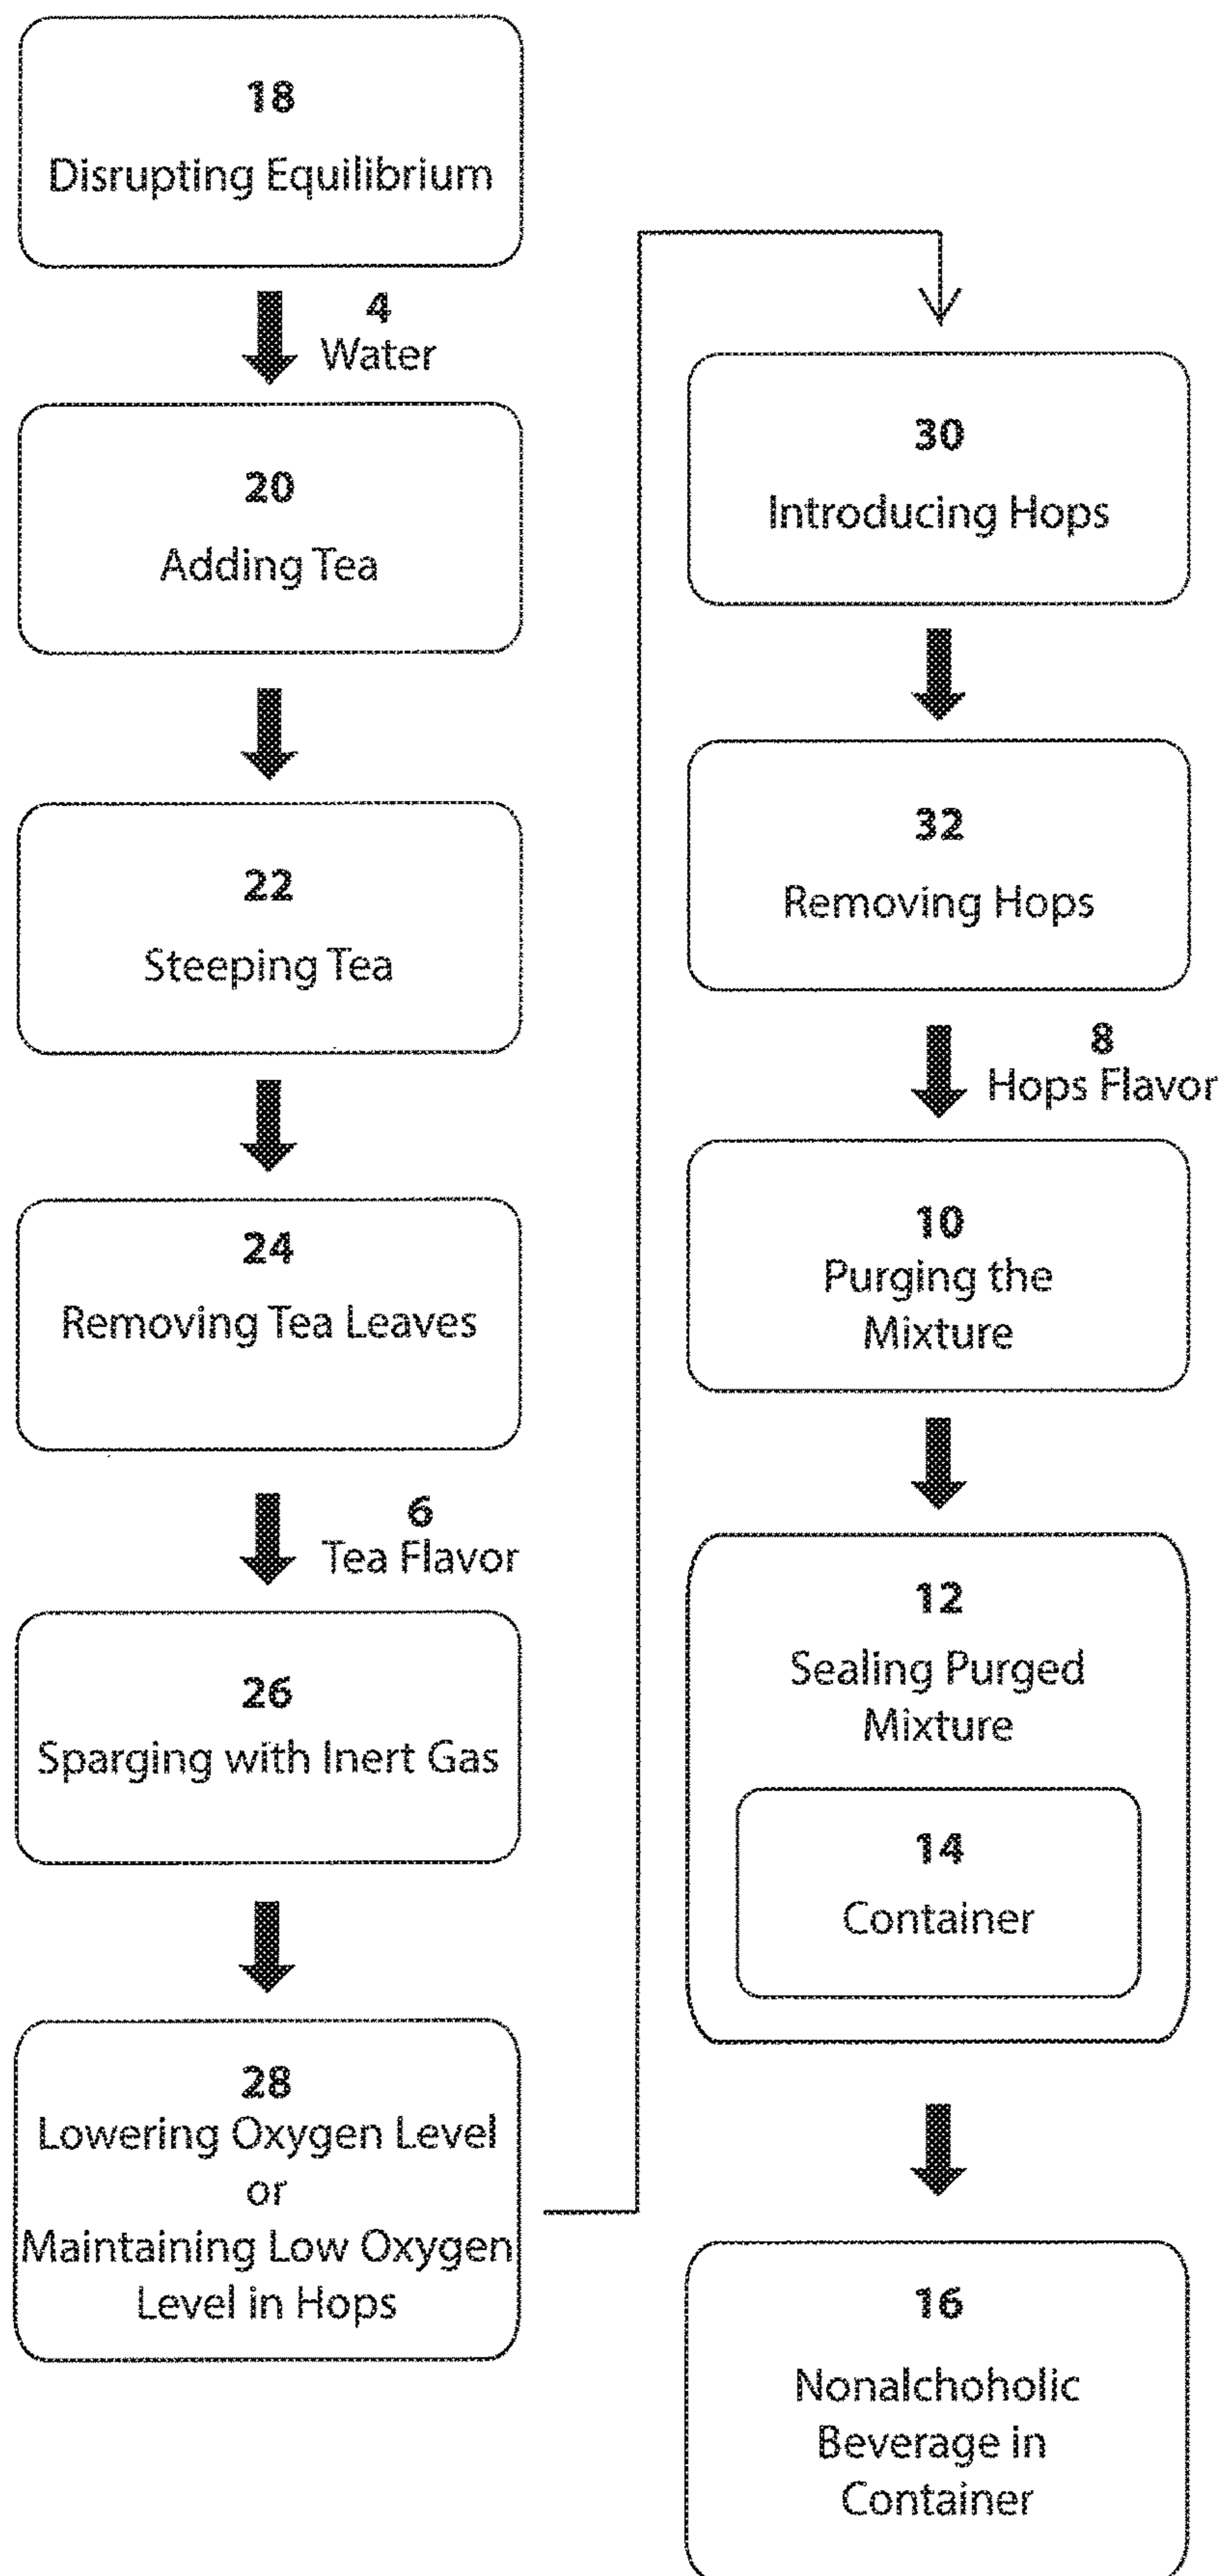 18
Disrupting Equilibrium
4
Water
20
Adding Tea
22
Steeping Tea
24
Removing Tea Leaves
6
Tea Flavor
26
Sparging with Inert Gas
28
Lowering Oxygen Level
or
Maintaining Low Oxygen
Level in Hops
30
Introducing Hops
32
Removing Hops
8
Hops Flavor
10
Purging the
Mixture
12
Sealing Purged
Mixture
14
Container
16
Nonalchoholic
Beverage in
Container